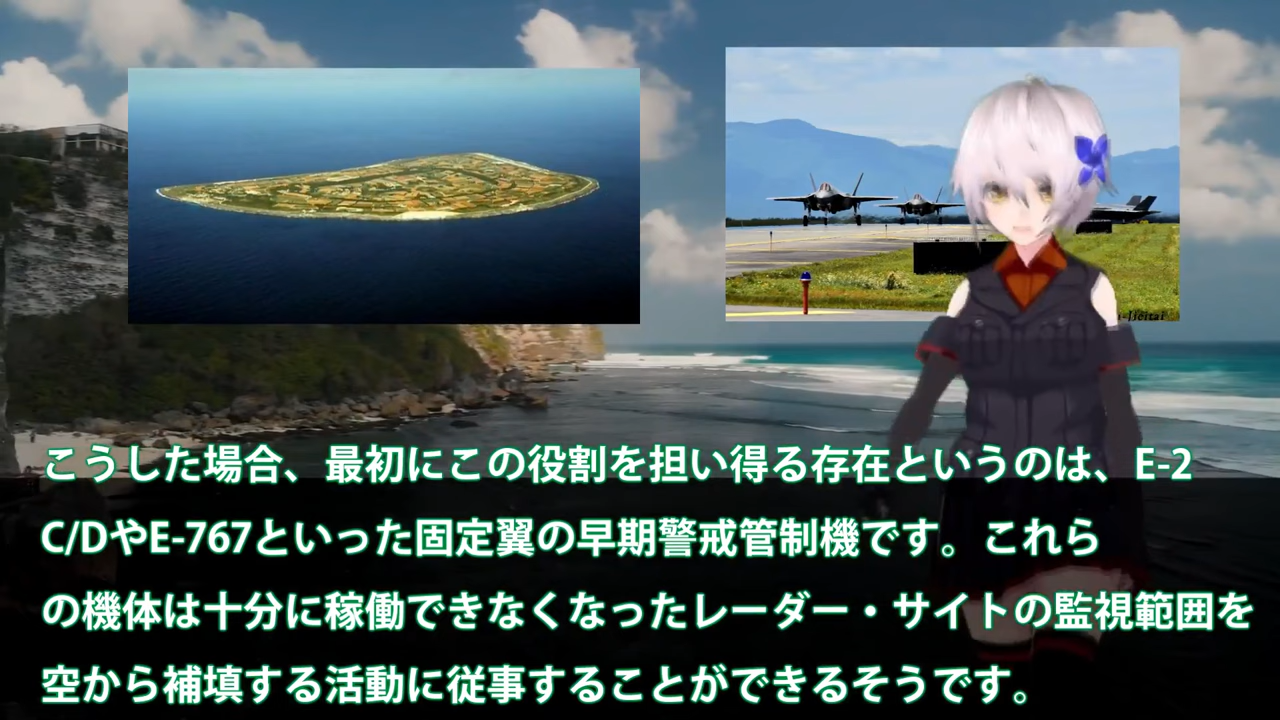 こうした場合、最初にこの役割を担い得る存在というのは、E-2
C/DやE-767といった固定翼の早期警戒管制機です。これら
の機体は十分に稼働できなくなったレーダー・サイトの監視範囲を
空から補填する活動に従事することができるそうです。